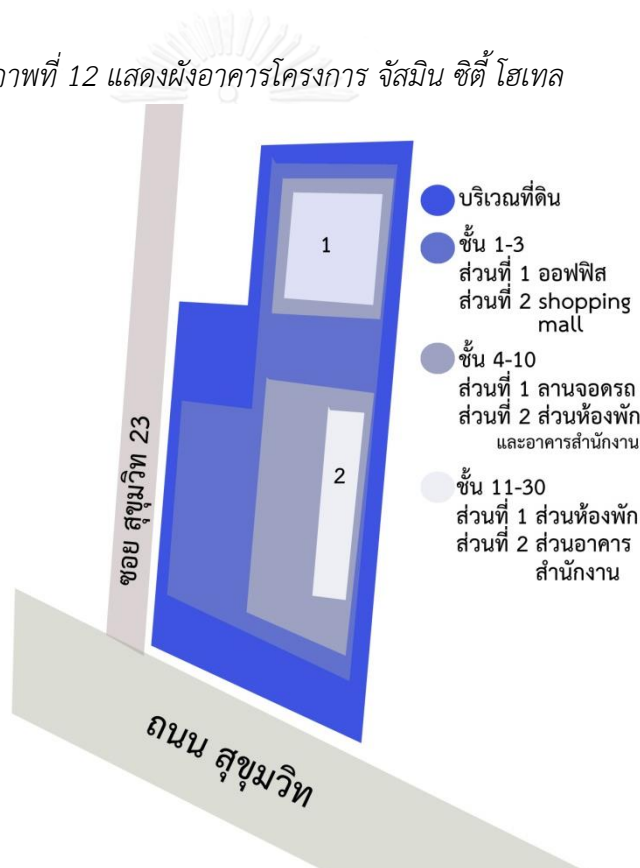 ภาพที่ 12 แสดงผังอาคารโครงการ จัสมิน ซิตี้ โฮเทล
บริเวณที่ดิน
ชั้น 1-3
ส่วนที่ 1 ออฟฟิส
ส่วนที่ 2 shopping
mall
ชั้น 4-10
ส่วนที่ 1 ลานจอดรถ
ส่วนที่ 2 ส่วนห้องพัก
และอาคารสำนักงาน
ชั้น 11-30
ส่วนที่ 1 ส่วนห้องพัก
ส่วนที่ 2 ส่วนอาคาร
สำนักงาน
1
2
ซอย สุขุมวิท 23
ถนน สุขุมวิท